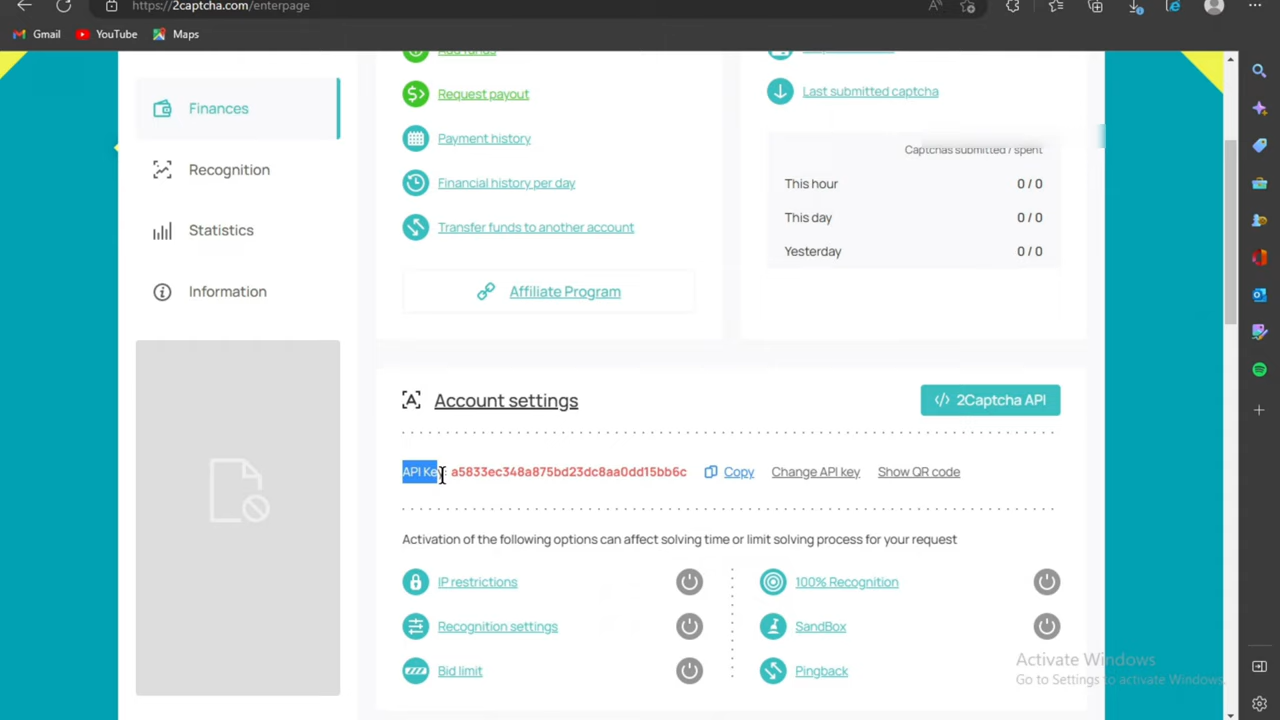 https://2captcha.com/enterpage
Gmail YouTube Maps
Add funds
Request payout
Payment history
Financial history per day
Transfer funds to another account
Affiliate Program
Last submitted captcha
Captchas submitted / spent
This hour 0 / 0
This day 0 / 0
Yesterday 0 / 0
Finances
Recognition
Statistics
Information
Account settings
2Captcha API
API Key a5833ec348a875bd23dc8aa0dd15bb6c Copy Change API key Show QR code
Activation of the following options can affect solving time or limit solving process for your request
IP restrictions
100% Recognition
Recognition settings
SandBox
Bid limit
Pingback
Activate Windows
Go to Settings to activate Windows.